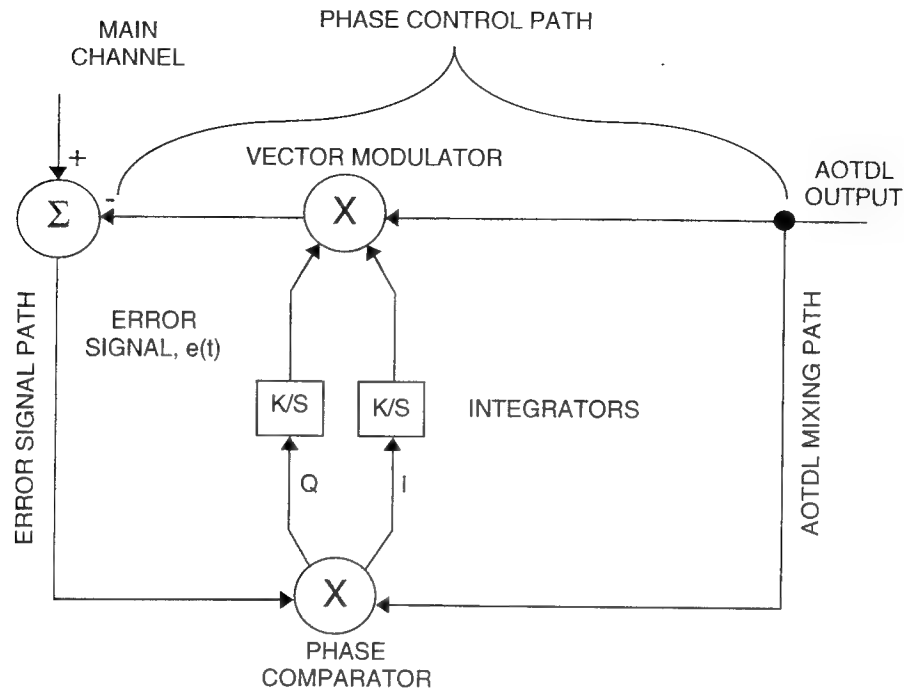 MAIN
CHANNEL
PHASE CONTROL PATH
+
VECTOR MODULATOR
-
AOTDL
OUTPUT
Σ
X
ERROR SIGNAL PATH
ERROR
SIGNAL, e(t)
K/S
K/S
INTEGRATORS
AOTDL MIXING PATH
Q
I
X
PHASE
COMPARATOR